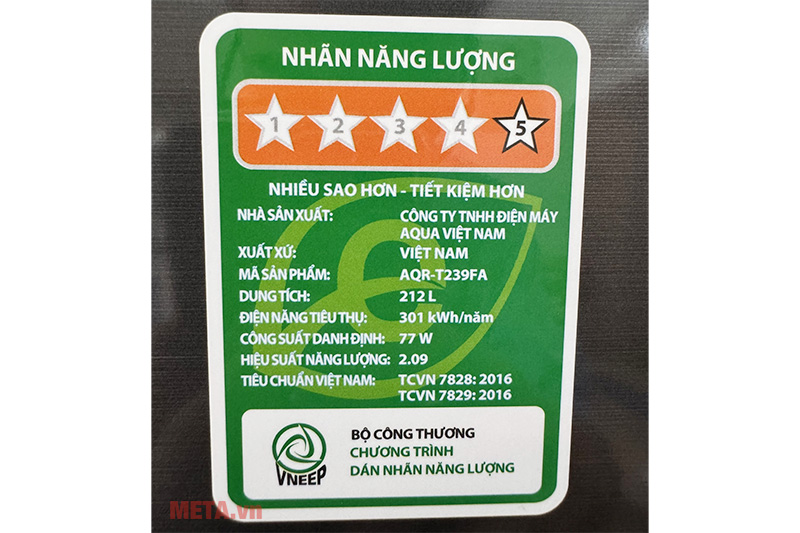 NHÃN NĂNG LƯỢNG
1 2 3 4 5
NHIỀU SAO HƠN - TIẾT KIỆM HƠN
NHÀ SẢN XUẤT: CÔNG TY TNHH ĐIỆN MÁY
AQUA VIỆT NAM
XUẤT XỨ: VIỆT NAM
MÃ SẢN PHẨM: AQR-T239FA
DUNG TÍCH: 212 L
ĐIỆN NĂNG TIÊU THỤ: 301 kWh/năm
CÔNG SUẤT DANH ĐỊNH: 77 W
HIỆU SUẤT NĂNG LƯỢNG: 2.09
TIÊU CHUẨN VIỆT NAM: TCVN 7828: 2016
TCVN 7829: 2016
BỘ CÔNG THƯƠNG
CHƯƠNG TRÌNH
DÁN NHÃN NĂNG LƯỢNG
VNEEP
META.vn